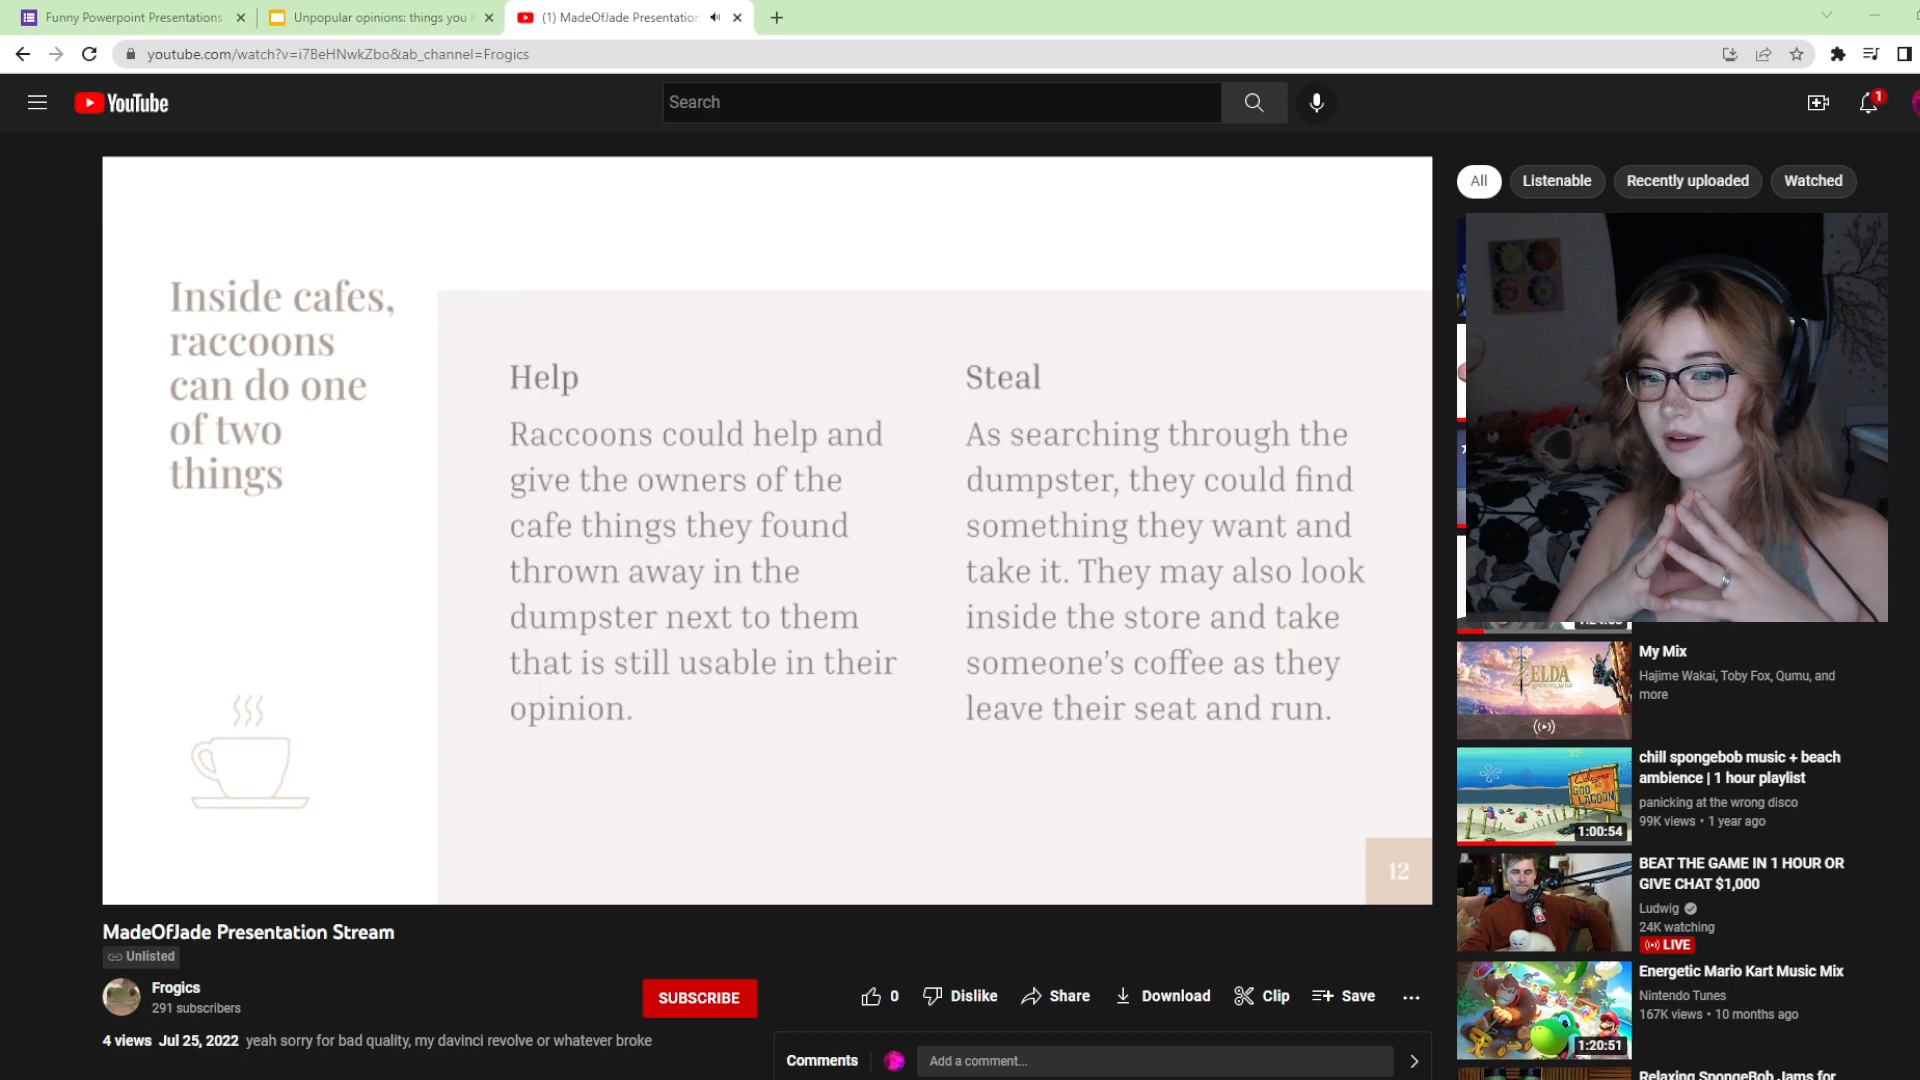 Funny Powerpoint Presentations
Unpopular opinions: things you
(1) MadeOfJade Presentation
youtube.com/watch?v=i7BeHNwkZbo&ab_channel=Frogics
YouTube
Search
1
All
Listenable
Recently uploaded
Watched
Inside cafes,
raccoons
can do one
of two
things
Help
Raccoons could help and
give the owners of the
cafe things they found
thrown away in the
dumpster next to them
that is still usable in their
opinion.
Steal
As searching through the
dumpster, they could find
something they want and
take it. They may also look
inside the store and take
someone’s coffee as they
leave their seat and run.
12
MadeOfJade Presentation Stream
Unlisted
Frogics
291 subscribers
SUBSCRIBE
0
Dislike
Share
Download
Clip
Save
4 views Jul 25, 2022 yeah sorry for bad quality, my davinci revolve or whatever broke
Comments
Add a comment...
ZELDA
My Mix
Hajime Wakai, Toby Fox, Qumu, and
more
Welcome
GOO
LAGOON
1:00:54
chill spongebob music + beach
ambience | 1 hour playlist
panicking at the wrong disco
99K views • 1 year ago
BEAT THE GAME IN 1 HOUR OR
GIVE CHAT $1,000
Ludwig
24K watching
LIVE
1:20:51
Energetic Mario Kart Music Mix
Nintendo Tunes
167K views • 10 months ago
Relaxing SpongeBob Jams for